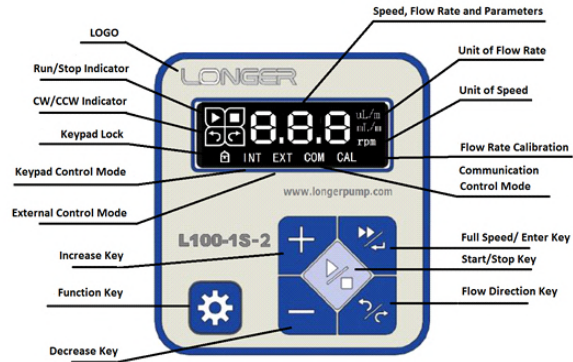 Speed, Flow Rate and Parameters
LOGO
Unit of Flow Rate
Run/Stop Indicator
LONGER
Unit of Speed
CW/CCW Indicator
8.8.8
uL/m
mL/m
rpm
Keypad Lock
INT EXT COM CAL
Flow Rate Calibration
Keypad Control Mode
Communication
Control Mode
www.longerpump.com
External Control Mode
L100-1S-2
Full Speed/ Enter Key
Increase Key
Start/Stop Key
Function Key
Flow Direction Key
Decrease Key